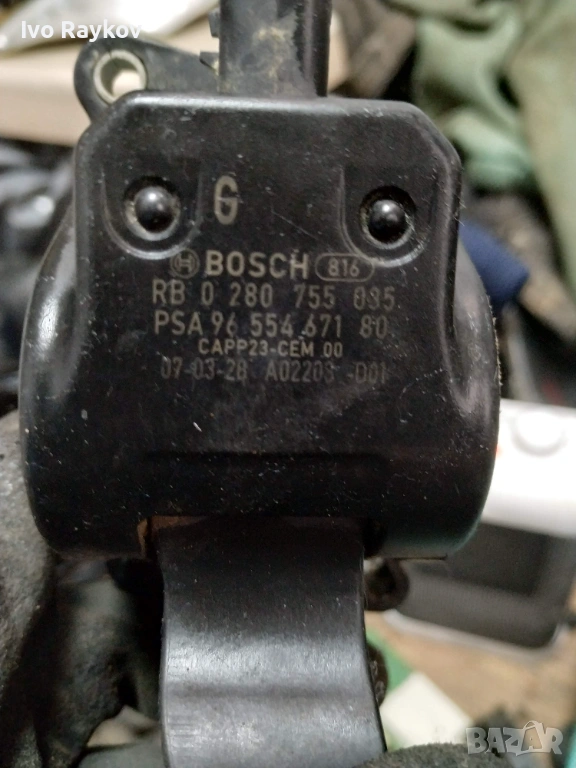 Ivo Raykov
G
BOSCH 816
RB 0 280 755 035
PSA 96 554 671 80
CAPP23-CEM 00
07-03-28 A02203 -D01
BAZAR